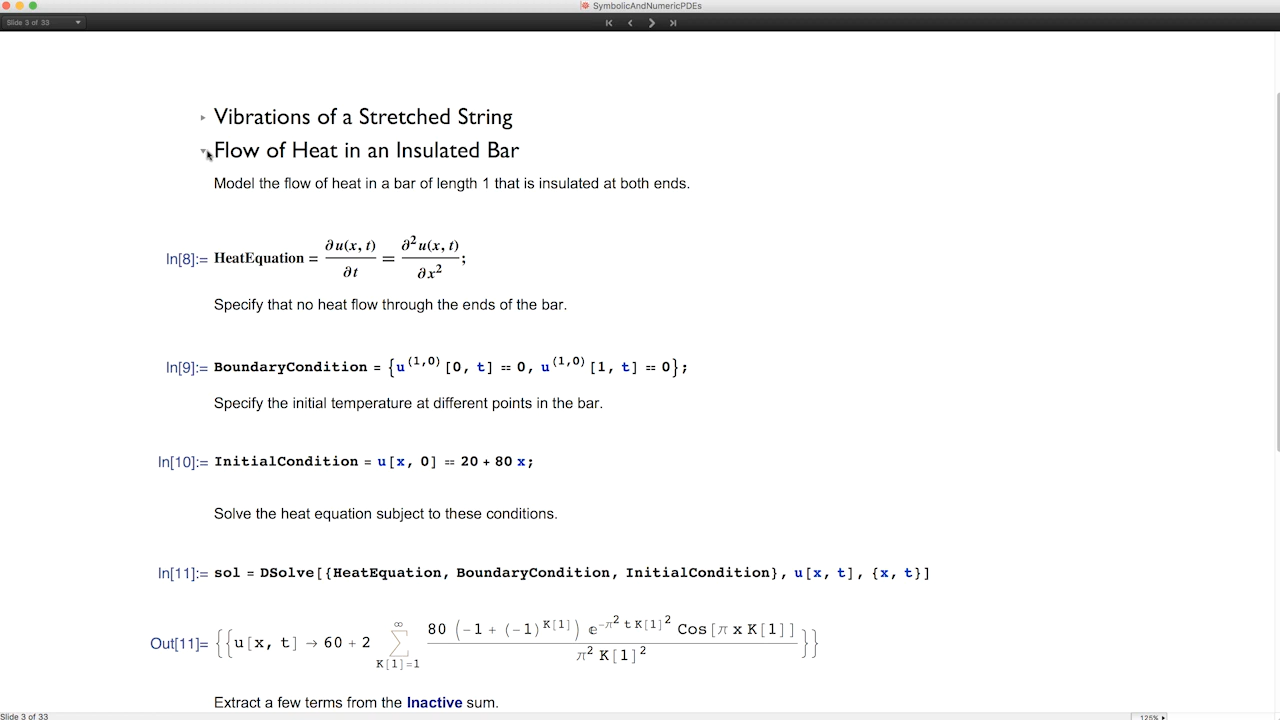 SymbolicAndNumericPDEs
Slide 3 of 33
Vibrations of a Stretched String
Flow of Heat in an Insulated Bar
Model the flow of heat in a bar of length 1 that is insulated at both ends.
In[8]:= HeatEquation = ∂u(x, t)/∂t = ∂²u(x, t)/∂x²;
Specify that no heat flow through the ends of the bar.
In[9]:= BoundaryCondition = {u^(1,0)[0, t] == 0, u^(1,0)[1, t] == 0};
Specify the initial temperature at different points in the bar.
In[10]:= InitialCondition = u[x, 0] == 20 + 80 x;
Solve the heat equation subject to these conditions.
In[11]:= sol = DSolve[{HeatEquation, BoundaryCondition, InitialCondition}, u[x, t], {x, t}]
Out[11]= {{u[x, t] → 60 + 2 ∑_{K[1]=1}^{∞} 80 (-1 + (-1)^K[1]) e^(-π² t K[1]²) Cos[π x K[1]] / π² K[1]²}}
Extract a few terms from the Inactive sum.
Slide 3 of 33
125%